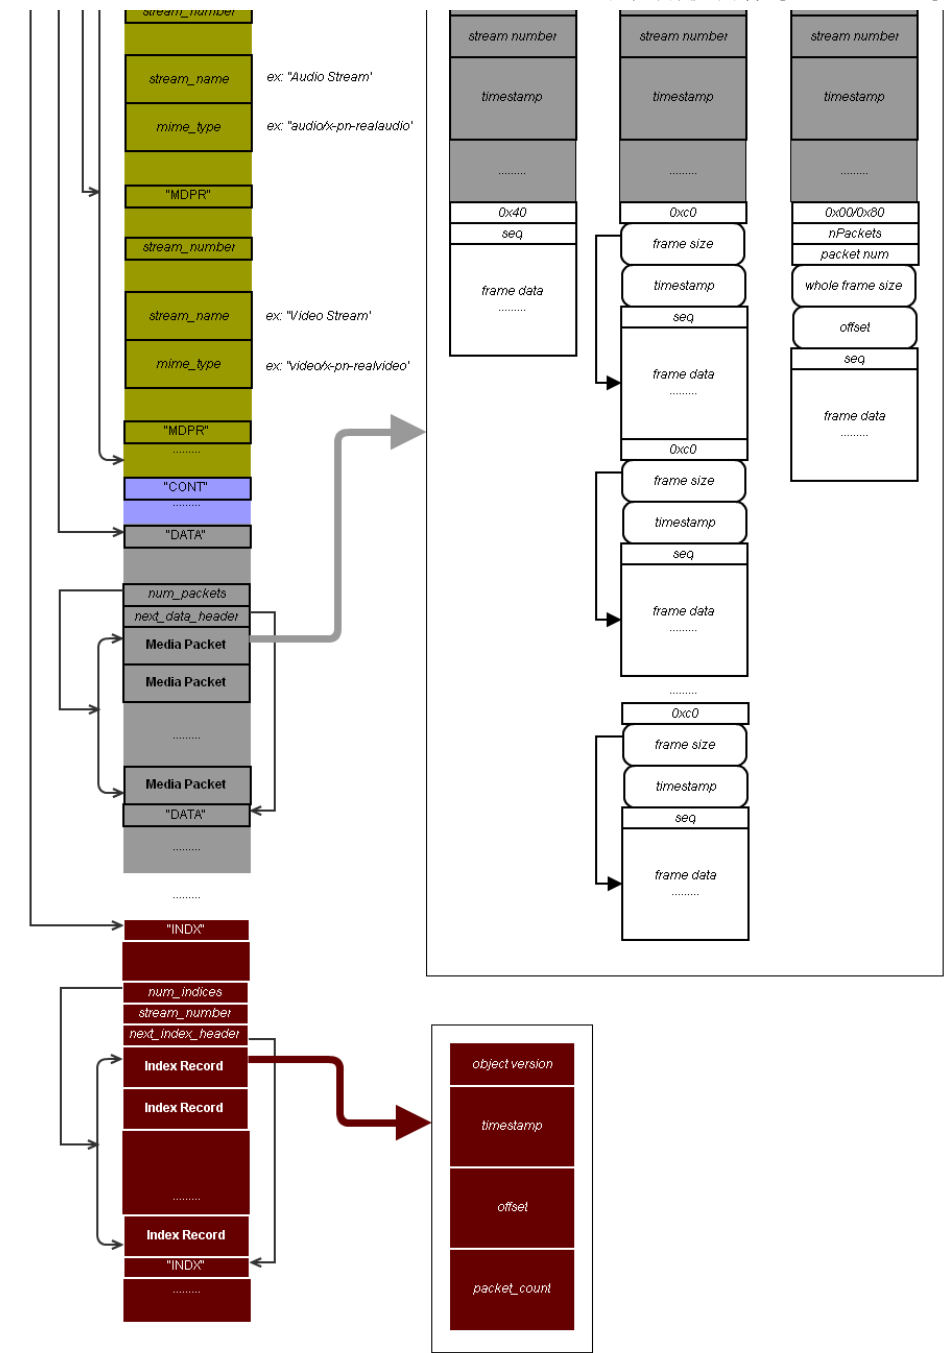 stream_number
stream_name
ex: "Audio Stream'
mime_type
ex: "audio/x-pn-realaudio'
"MDPR"
stream_number
stream_name
ex: "Video Stream'
mime_type
ex: "video/x-pn-realvideo'
"MDPR"
.........
"CONT"
.........
"DATA"
num_packets
next_data_header
Media Packet
Media Packet
.........
Media Packet
"DATA"
.........
.........
"INDX"
num_indices
stream_number
next_index_header
Index Record
Index Record
.........
Index Record
"INDX"
.........
stream number
timestamp
.........
0x40
seq
frame data
.........
stream number
timestamp
.........
0xc0
frame size
timestamp
seq
frame data
.........
0xc0
frame size
timestamp
seq
frame data
.........
.........
0xc0
frame size
timestamp
seq
frame data
.........
stream number
timestamp
.........
0x00/0x80
nPackets
packet num
whole frame size
offset
seq
frame data
.........
object version
timestamp
offset
packet_count